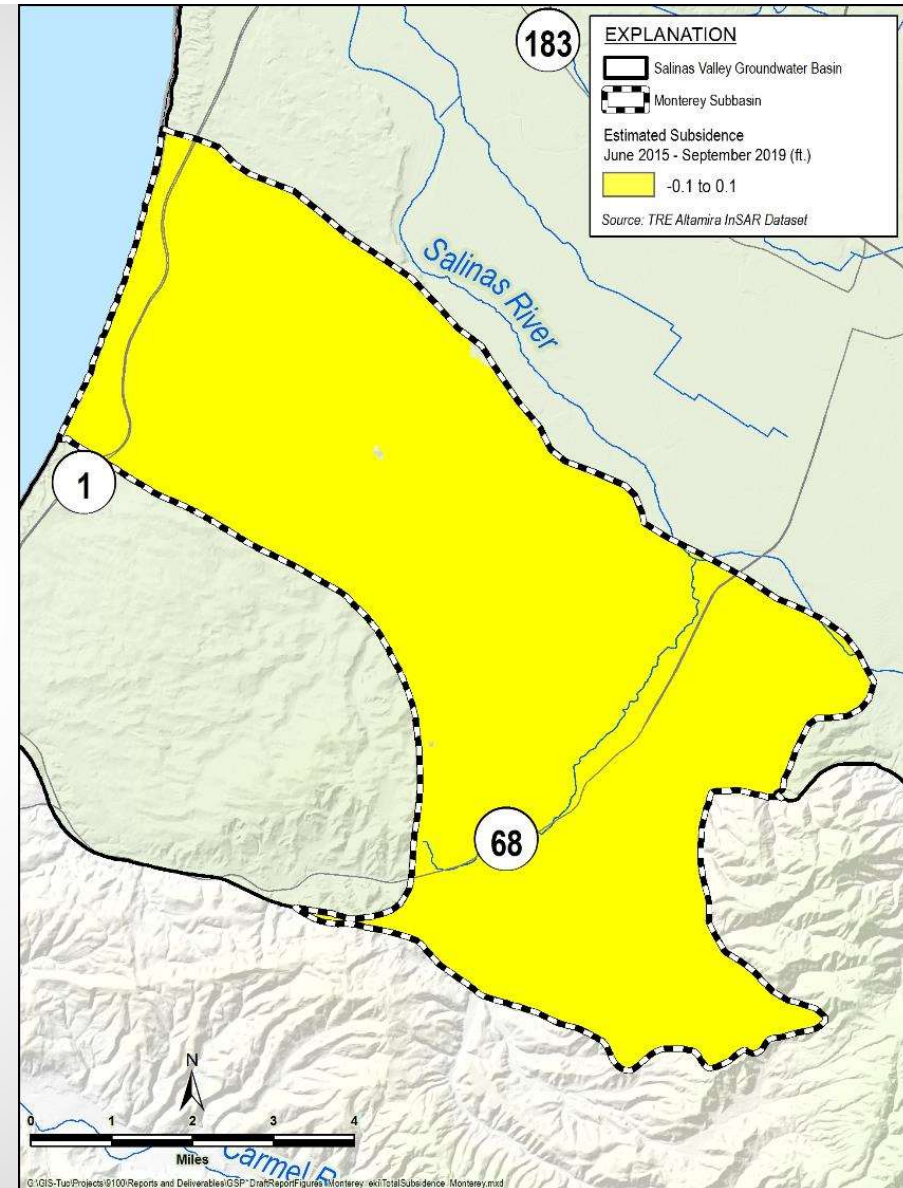 183
EXPLANATION
Salinas Valley Groundwater Basin
Monterey Subbasin
Estimated Subsidence
June 2015 - September 2019 (ft.)
-0.1 to 0.1
Source: TRE Altamira InSAR Dataset
Salinas River
1
68
N
0 1 2 3 4
Miles
Carmel R